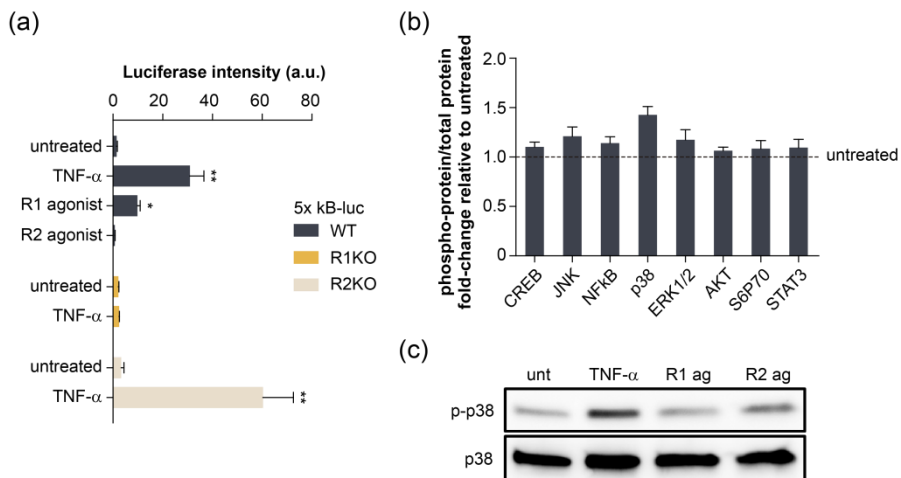 (a)
Luciferase intensity (a.u.)
0 20 40 60 80
untreated
TNF-α **
R1 agonist *
R2 agonist
untreated
TNF-α
untreated
TNF-α **
5x kB-luc
WT
R1KO
R2KO
(b)
phospho-protein/total protein
fold-change relative to untreated
2.0
1.5
1.0
0.5
0
untreated
CREB JNK NFkB p38 ERK1/2 AKT S6P70 STAT3
(c)
unt TNF-α R1 ag R2 ag
p-p38
p38